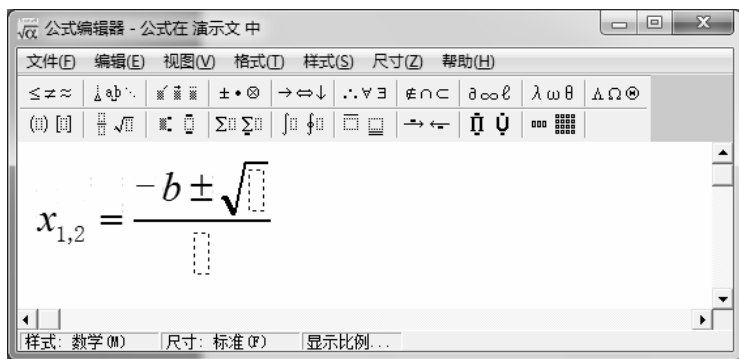 公式编辑器 - 公式在 演示文 中
文件(F) 编辑(E) 视图(V) 格式(T) 样式(S) 尺寸(Z) 帮助(H)
≤≠≈ ±•⊗ →⇔↓ ∴∀∃ ∉∩⊂ ∂∞ℓ λωθ ΛΩ⊛
x₁,₂ = (−b ± √ ) /
样式: 数学(M) 尺寸: 标准(F) 显示比例...